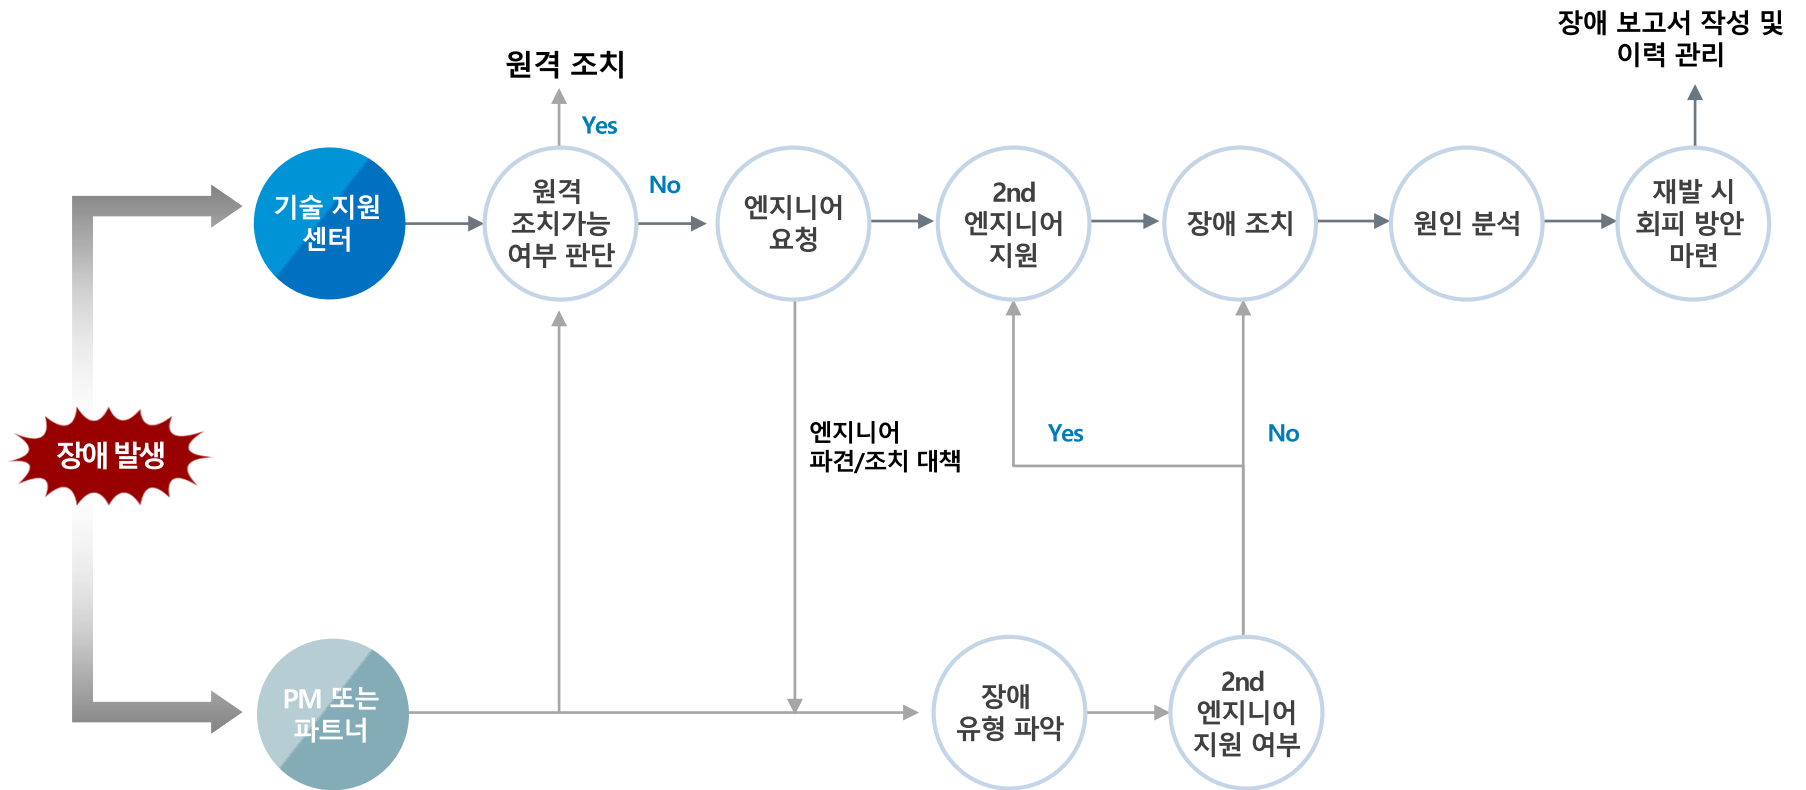 장애 보고서 작성 및
이력 관리
원격 조치
Yes
No
기술 지원
센터
원격
조치가능
여부 판단
엔지니어
요청
2nd
엔지니어
지원
장애 조치
원인 분석
재발 시
회피 방안
마련
장애 발생
엔지니어
파견/조치 대책
Yes
No
PM 또는
파트너
장애
유형 파악
2nd
엔지니어
지원 여부